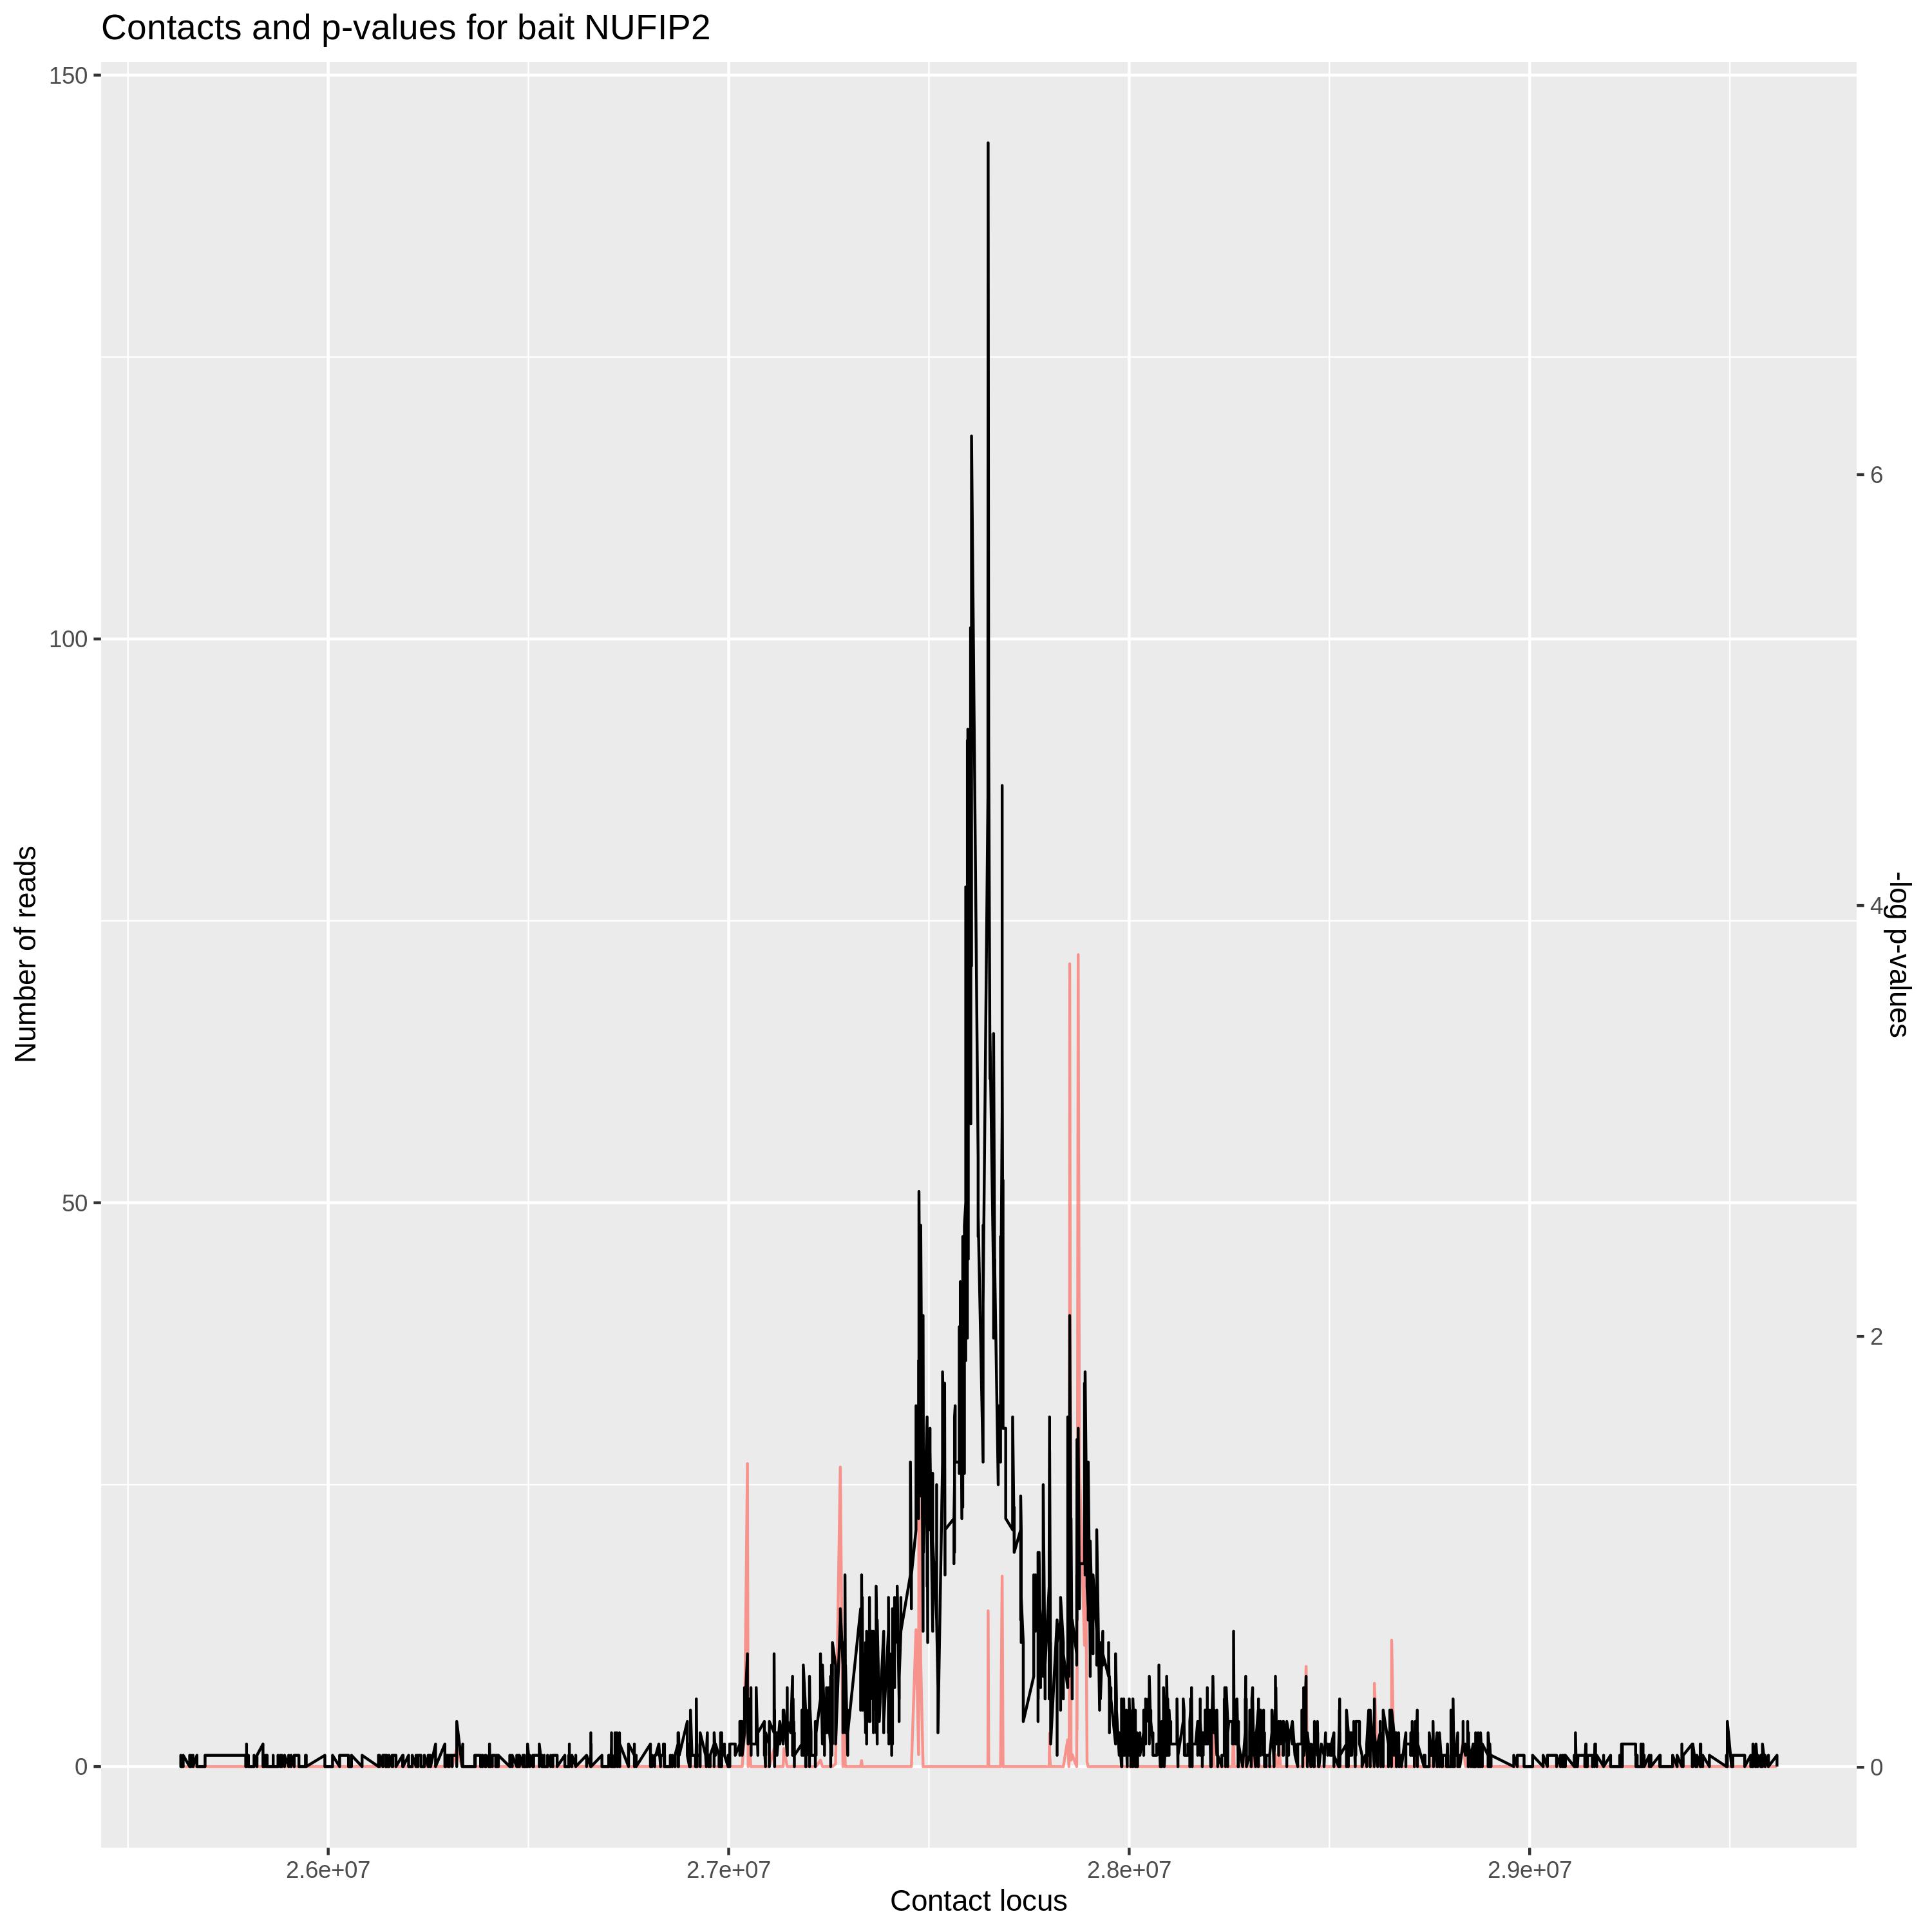 Contacts and p-values for bait NUFIP2
150
100
50
0
Number of reads
6
4
2
0
-log p-values
2.6e+07
2.7e+07
2.8e+07
2.9e+07
Contact locus